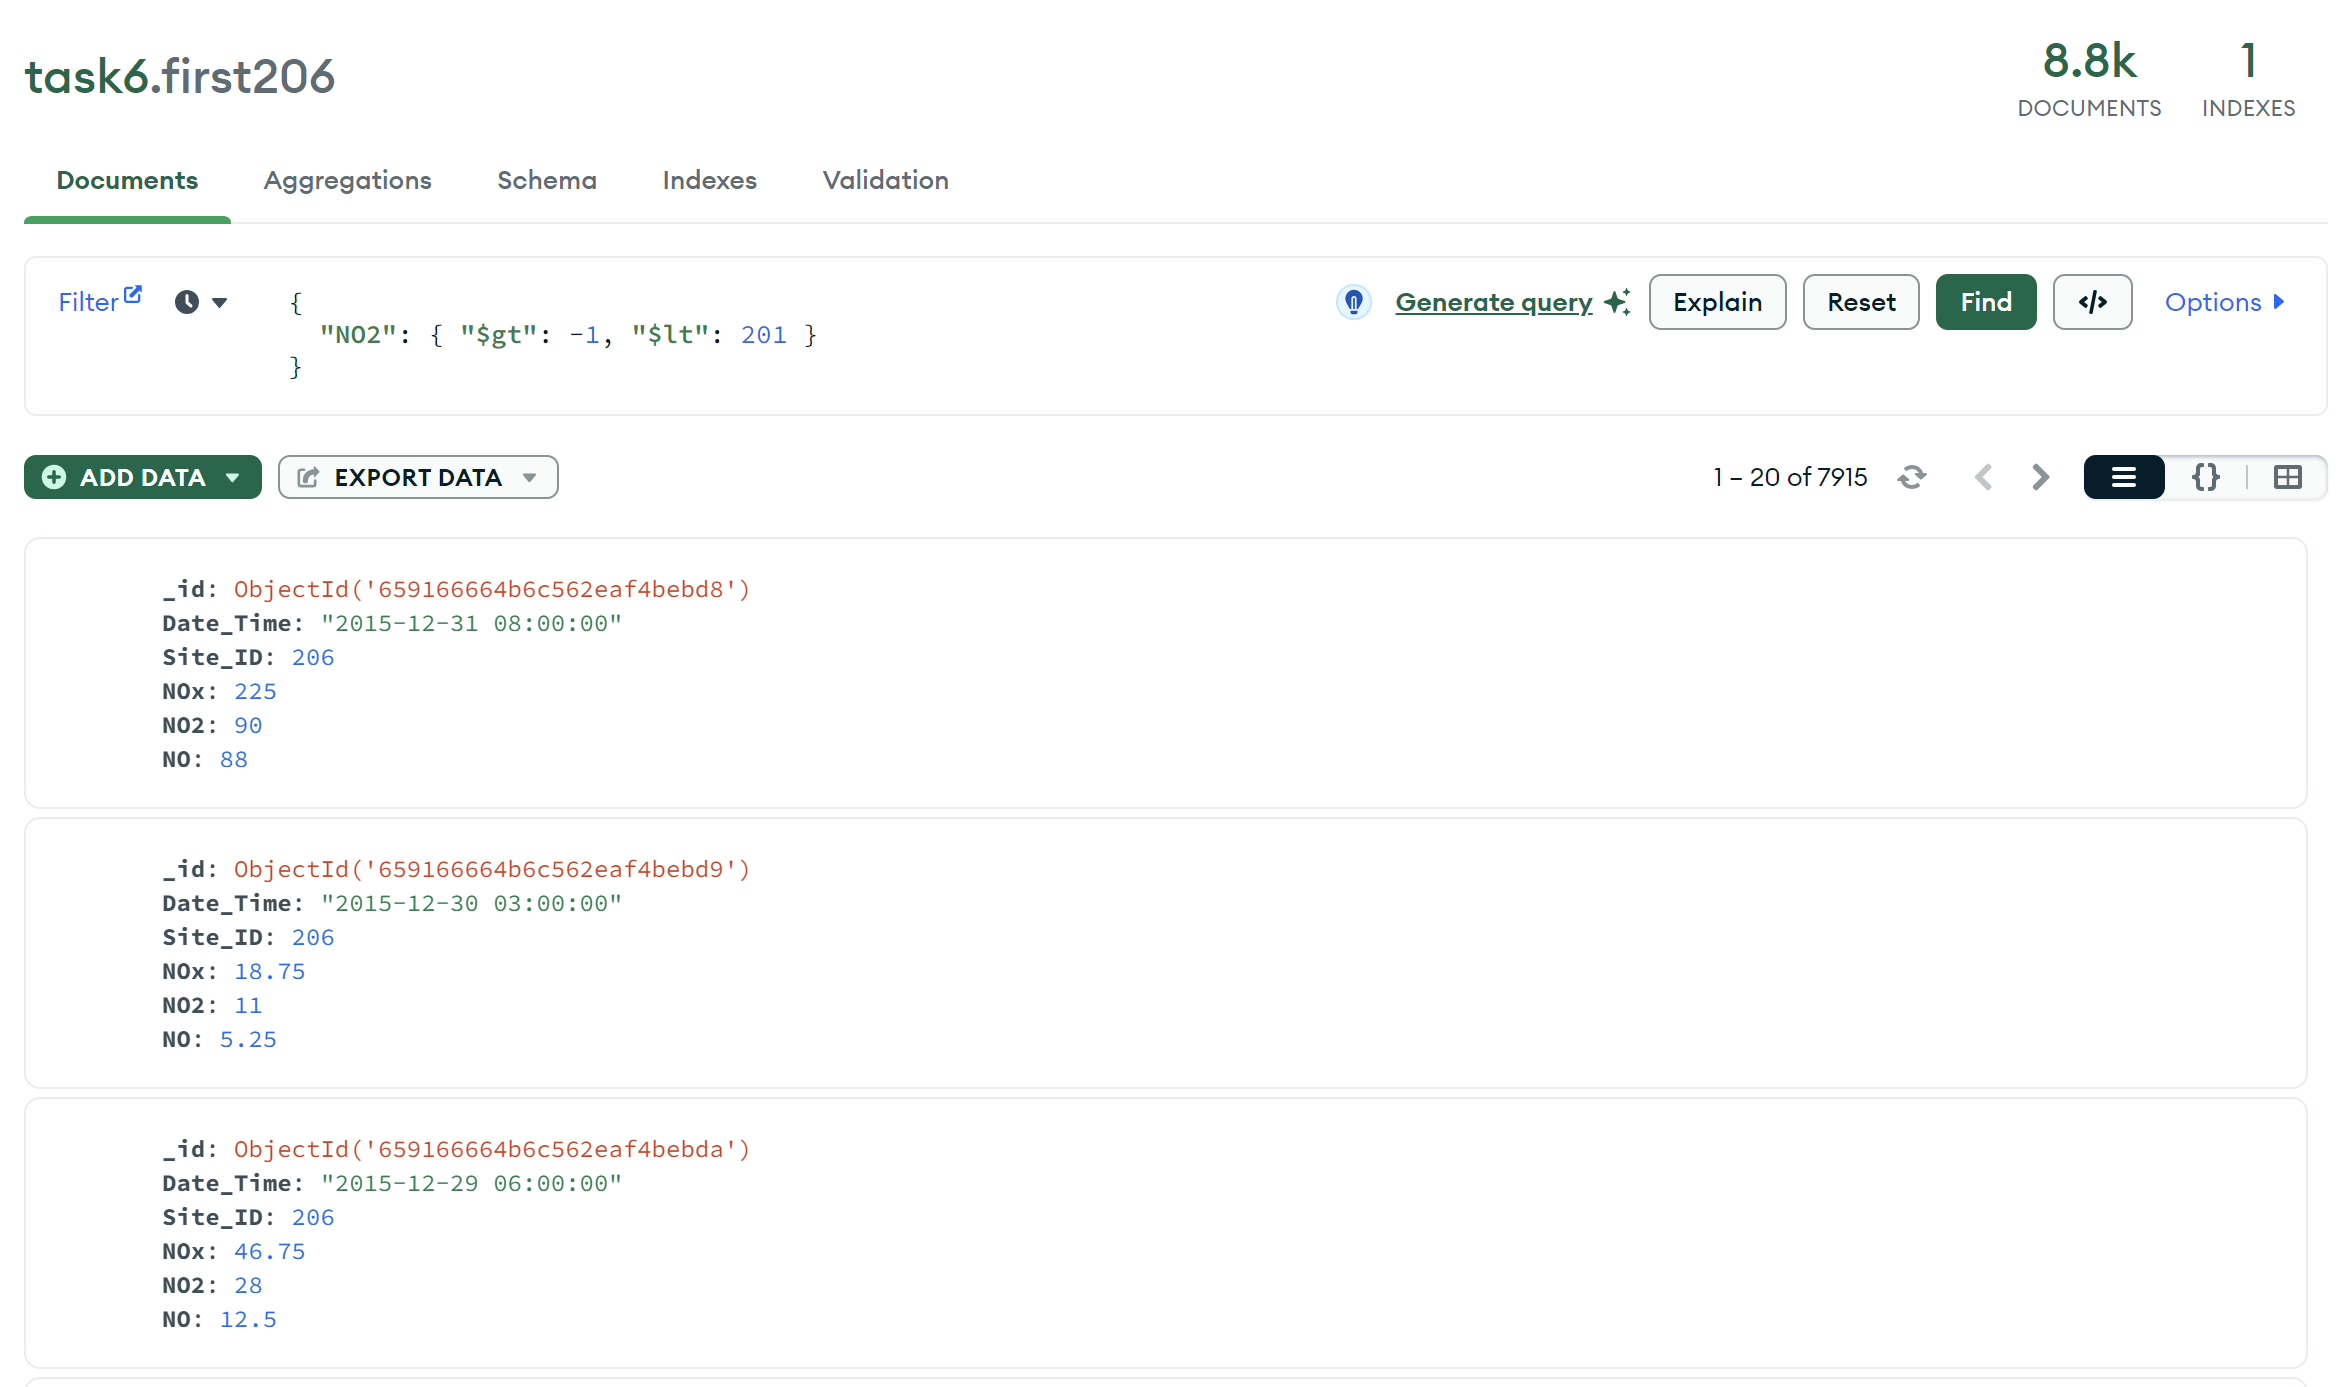 task6.first206
8.8k
DOCUMENTS
1
INDEXES
Documents Aggregations Schema Indexes Validation
Filter
{
"NO2": { "$gt": -1, "$lt": 201 }
}
Generate query Explain Reset Find </> Options
ADD DATA EXPORT DATA 1 – 20 of 7915 {}
_id: ObjectId('659166664b6c562eaf4bebd8')
Date_Time: "2015-12-31 08:00:00"
Site_ID: 206
NOx: 225
NO2: 90
NO: 88
_id: ObjectId('659166664b6c562eaf4bebd9')
Date_Time: "2015-12-30 03:00:00"
Site_ID: 206
NOx: 18.75
NO2: 11
NO: 5.25
_id: ObjectId('659166664b6c562eaf4bebda')
Date_Time: "2015-12-29 06:00:00"
Site_ID: 206
NOx: 46.75
NO2: 28
NO: 12.5